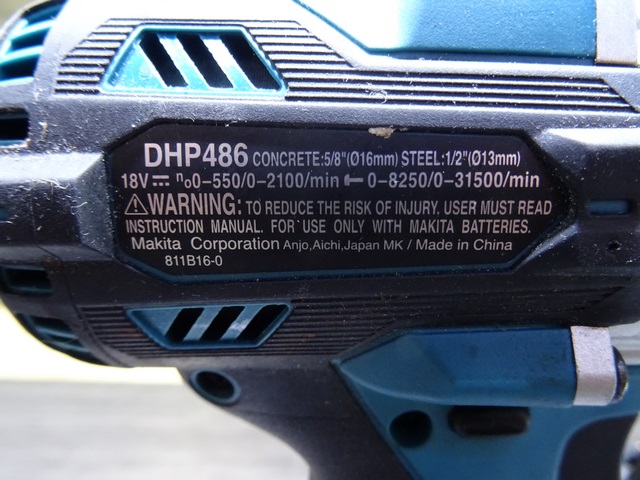 DHP486 CONCRETE:5/8"(Ø16mm) STEEL:1/2"(Ø13mm)
18V⎓ n₀0-550/0-2100/min 0-8250/0-31500/min
⚠WARNING: TO REDUCE THE RISK OF INJURY. USER MUST READ
INSTRUCTION MANUAL. FOR USE ONLY WITH MAKITA BATTERIES.
Makita Corporation Anjo,Aichi,Japan MK / Made in China
811B16-0